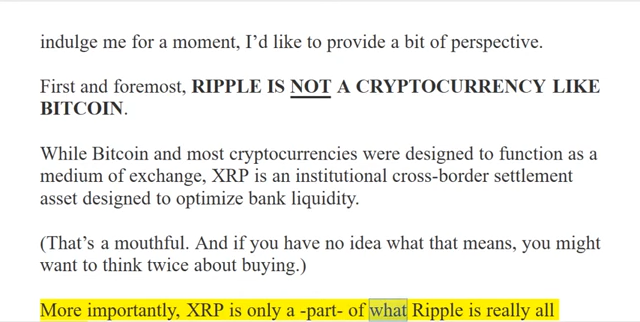 indulge me for a moment, I’d like to provide a bit of perspective.
First and foremost, RIPPLE IS NOT A CRYPTOCURRENCY LIKE
BITCOIN.
While Bitcoin and most cryptocurrencies were designed to function as a
medium of exchange, XRP is an institutional cross-border settlement
asset designed to optimize bank liquidity.
(That’s a mouthful. And if you have no idea what that means, you might
want to think twice about buying.)
More importantly, XRP is only a -part- of what Ripple is really all